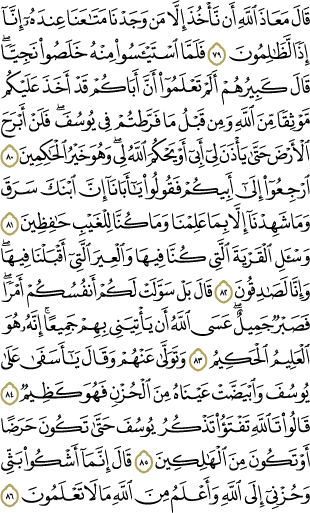 قَالَ مَعَاذَ ٱللَّهِ أَن نَّأْخُذَ إِلَّا مَن وَجَدْنَا مَتَٰعَنَا عِندَهُۥٓ إِنَّآ
إِذًا لَّظَٰلِمُونَ ٧٩ فَلَمَّا ٱسْتَيْـَٔسُوا۟ مِنْهُ خَلَصُوا۟ نَجِيًّا ۖ
قَالَ كَبِيرُهُمْ أَلَمْ تَعْلَمُوٓا۟ أَنَّ أَبَاكُمْ قَدْ أَخَذَ عَلَيْكُم
مَّوْثِقًا مِّنَ ٱللَّهِ وَمِن قَبْلُ مَا فَرَّطتُمْ فِى يُوسُفَ ۖ فَلَنْ أَبْرَحَ
ٱلْأَرْضَ حَتَّىٰ يَأْذَنَ لِىٓ أَبِىٓ أَوْ يَحْكُمَ ٱللَّهُ لِى ۖ وَهُوَ خَيْرُ ٱلْحَٰكِمِينَ ٨٠
ٱرْجِعُوٓا۟ إِلَىٰٓ أَبِيكُمْ فَقُولُوا۟ يَٰٓأَبَانَآ إِنَّ ٱبْنَكَ سَرَقَ
وَمَا شَهِدْنَآ إِلَّا بِمَا عَلِمْنَا وَمَا كُنَّا لِلْغَيْبِ حَٰفِظِينَ ٨١
وَسْـَٔلِ ٱلْقَرْيَةَ ٱلَّتِى كُنَّا فِيهَا وَٱلْعِيرَ ٱلَّتِىٓ أَقْبَلْنَا فِيهَا ۖ
وَإِنَّا لَصَٰدِقُونَ ٨٢ قَالَ بَلْ سَوَّلَتْ لَكُمْ أَنفُسُكُمْ أَمْرًا ۖ
فَصَبْرٌ جَمِيلٌ ۖ عَسَى ٱللَّهُ أَن يَأْتِيَنِى بِهِمْ جَمِيعًا ۚ إِنَّهُۥ هُوَ
ٱلْعَلِيمُ ٱلْحَكِيمُ ٨٣ وَتَوَلَّىٰ عَنْهُمْ وَقَالَ يَٰٓأَسَفَىٰ عَلَىٰ
يُوسُفَ وَٱبْيَضَّتْ عَيْنَاهُ مِنَ ٱلْحُزْنِ فَهُوَ كَظِيمٌ ٨٤
قَالُوا۟ تَٱللَّهِ تَفْتَؤُا۟ تَذْكُرُ يُوسُفَ حَتَّىٰ تَكُونَ حَرَضًا
أَوْ تَكُونَ مِنَ ٱلْهَٰلِكِينَ ٨٥ قَالَ إِنَّمَآ أَشْكُوا۟ بَثِّى
وَحُزْنِىٓ إِلَى ٱللَّهِ وَأَعْلَمُ مِنَ ٱللَّهِ مَا لَا تَعْلَمُونَ ٨٦